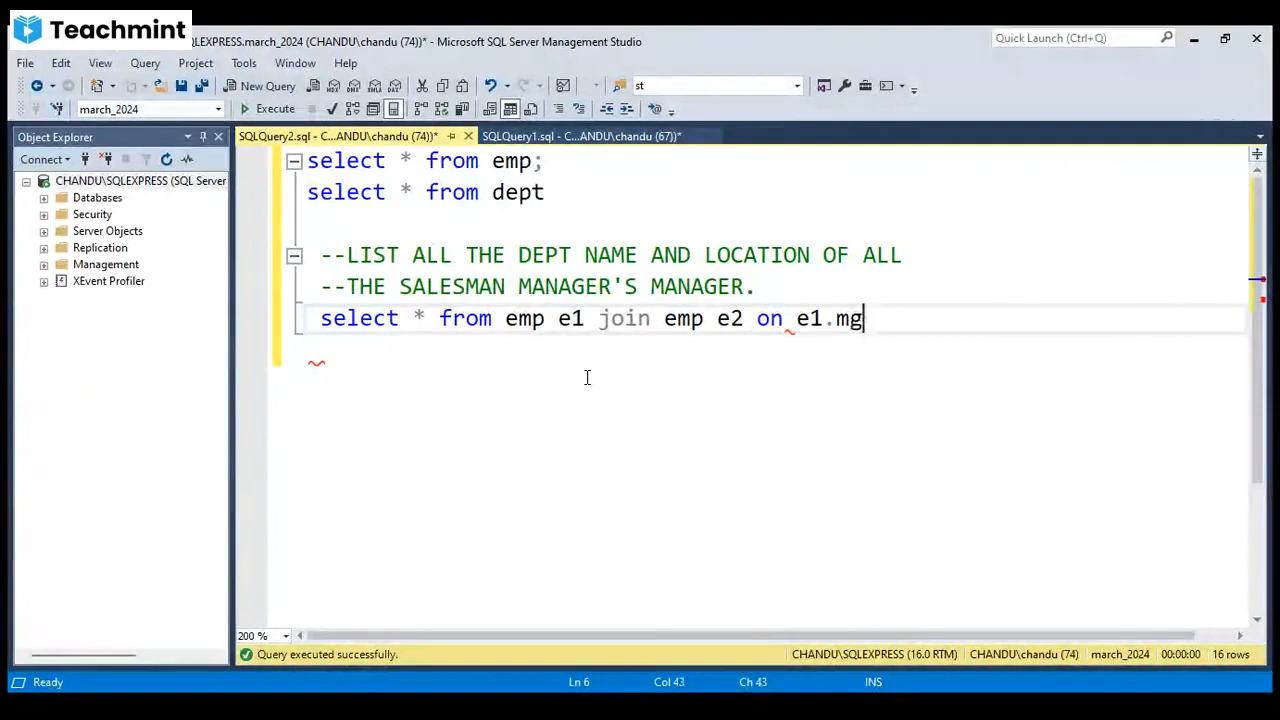 Teachmint
LEXPRESS.march_2024 (CHANDU\chandu (74))* - Microsoft SQL Server Management Studio
Quick Launch (Ctrl+Q)
File Edit View Query Project Tools Window Help
New Query
st
march_2024
Execute
Object Explorer
SQLQuery2.sql - C...ANDU\chandu (74))*
SQLQuery1.sql - C...ANDU\chandu (67))*
Connect
CHANDU\SQLEXPRESS (SQL Server
Databases
Security
Server Objects
Replication
Management
XEvent Profiler
select * from emp;
select * from dept
--LIST ALL THE DEPT NAME AND LOCATION OF ALL
--THE SALESMAN MANAGER'S MANAGER.
select * from emp e1 join emp e2 on e1.mg
200 %
Query executed successfully.
CHANDU\SQLEXPRESS (16.0 RTM)
CHANDU\chandu (74)
march_2024
00:00:00
16 rows
Ready
Ln 6
Col 43
Ch 43
INS